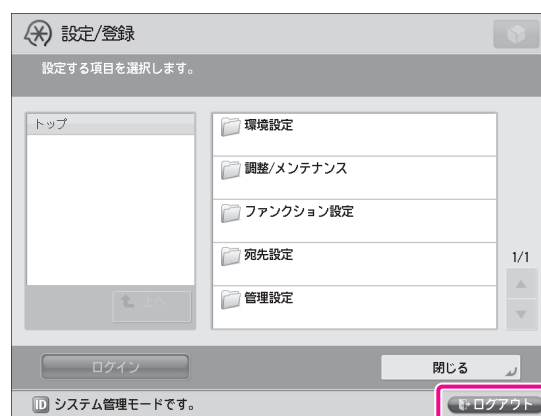 設定/登録
設定する項目を選択します。
トップ
環境設定
調整/メンテナンス
ファンクション設定
宛先設定
1/1
管理設定
上へ
ログイン
閉じる
ID システム管理モードです。
ログアウト